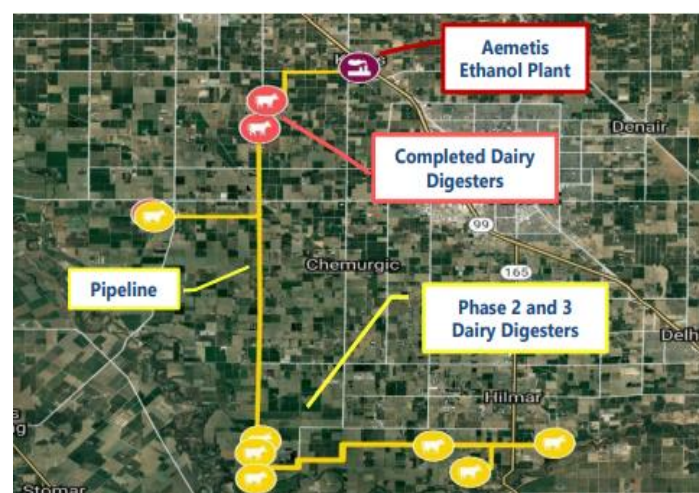 Aemetis
Ethanol Plant
Denair
Completed Dairy
Digesters
99
Chemurgic
165
Pipeline
Phase 2 and 3
Dairy Digesters
Delh
Hilmar
Stomar